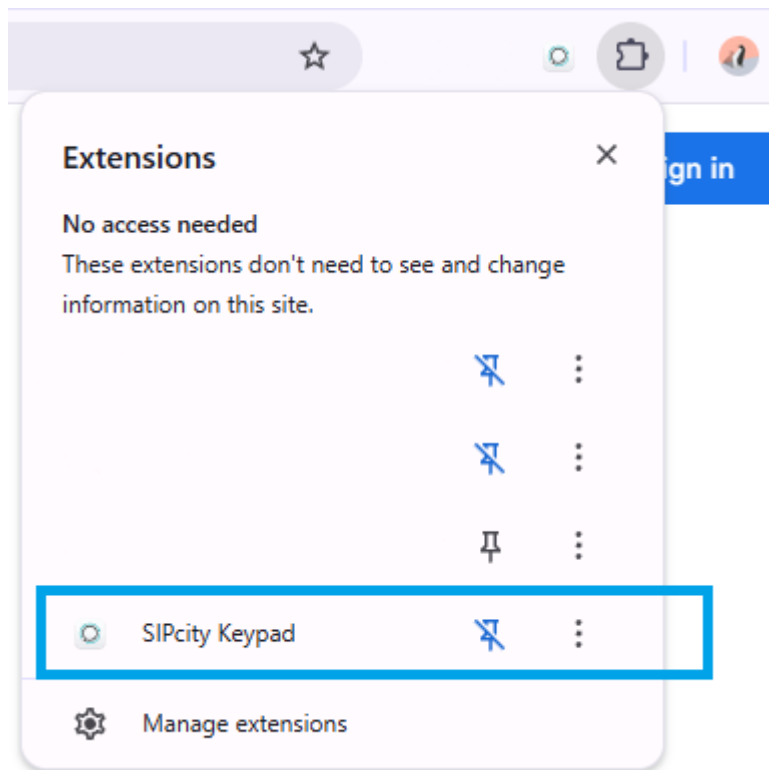 ign in
Extensions
No access needed
These extensions don't need to see and change
information on this site.
SIPcity Keypad
Manage extensions